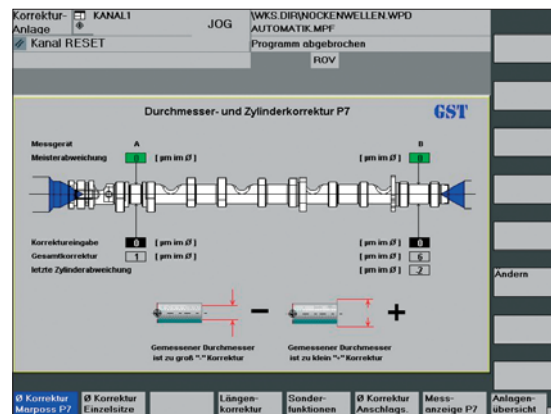 Korrektur-
Anlage
KANAL1
JOG
\WKS.DIR\NOCKENWELLEN.WPD
AUTOMATIK.MPF
Kanal RESET
Programm abgebrochen
ROV
Durchmesser- und Zylinderkorrektur P7
GST
Messgerät A B
Meisterabweichung 0 [ µm im Ø ] [ µm im Ø ] 0
Korrektureingabe 0 [ µm im Ø ] [ µm im Ø ] 0
Gesamtkorrektur 1 [ µm im Ø ] [ µm im Ø ] 6
letzte Zylinderabweichung [ µm im Ø ] -2
− +
Gemessener Durchmesser
ist zu groß "-" Korrektur
Gemessener Durchmesser
ist zu klein "+" Korrektur
Ändern
Ø Korrektur
Marposs P7
Ø Korrektur
Einzelsitze
Längen-
korrektur
Sonder-
funktionen
Ø Korrektur
Anschlags.
Mess-
anzeige P7
Anlagen-
übersicht